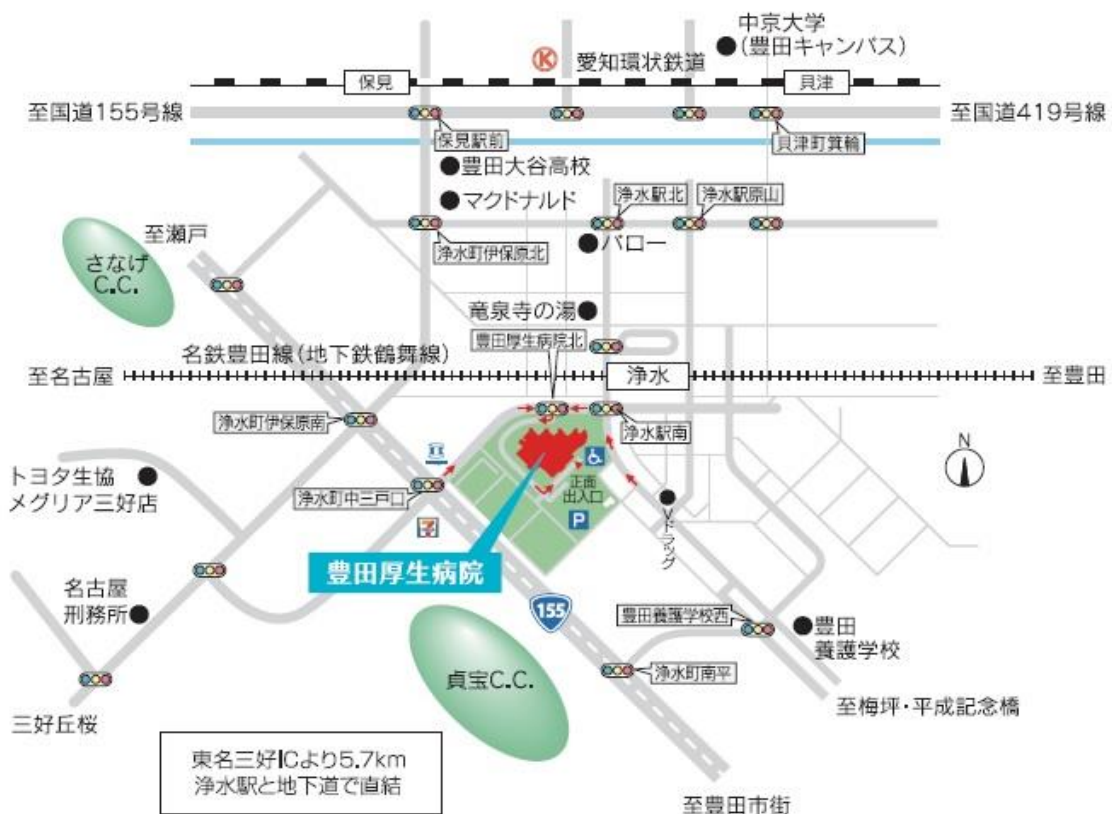 中京大学
(豊田キャンパス)
K
愛知環状鉄道
保見
貝津
至国道155号線
至国道419号線
保見駅前
貝津町箕輪
豊田大谷高校
マクドナルド
浄水駅北
浄水駅原山
至瀬戸
浄水町伊保原北
バロー
さなげ
C.C.
竜泉寺の湯
豊田厚生病院北
名鉄豊田線(地下鉄鶴舞線)
至名古屋
浄水
至豊田
浄水町伊保原南
浄水駅南
N
トヨタ生協
メグリア三好店
正面
出入口
浄水町中三戸口
P
Vドラッグ
7
豊田厚生病院
名古屋
刑務所
155
豊田養護学校西
豊田
養護学校
貞宝C.C.
浄水町南平
至梅坪・平成記念橋
三好丘桜
東名三好ICより5.7km
浄水駅と地下道で直結
至豊田市街